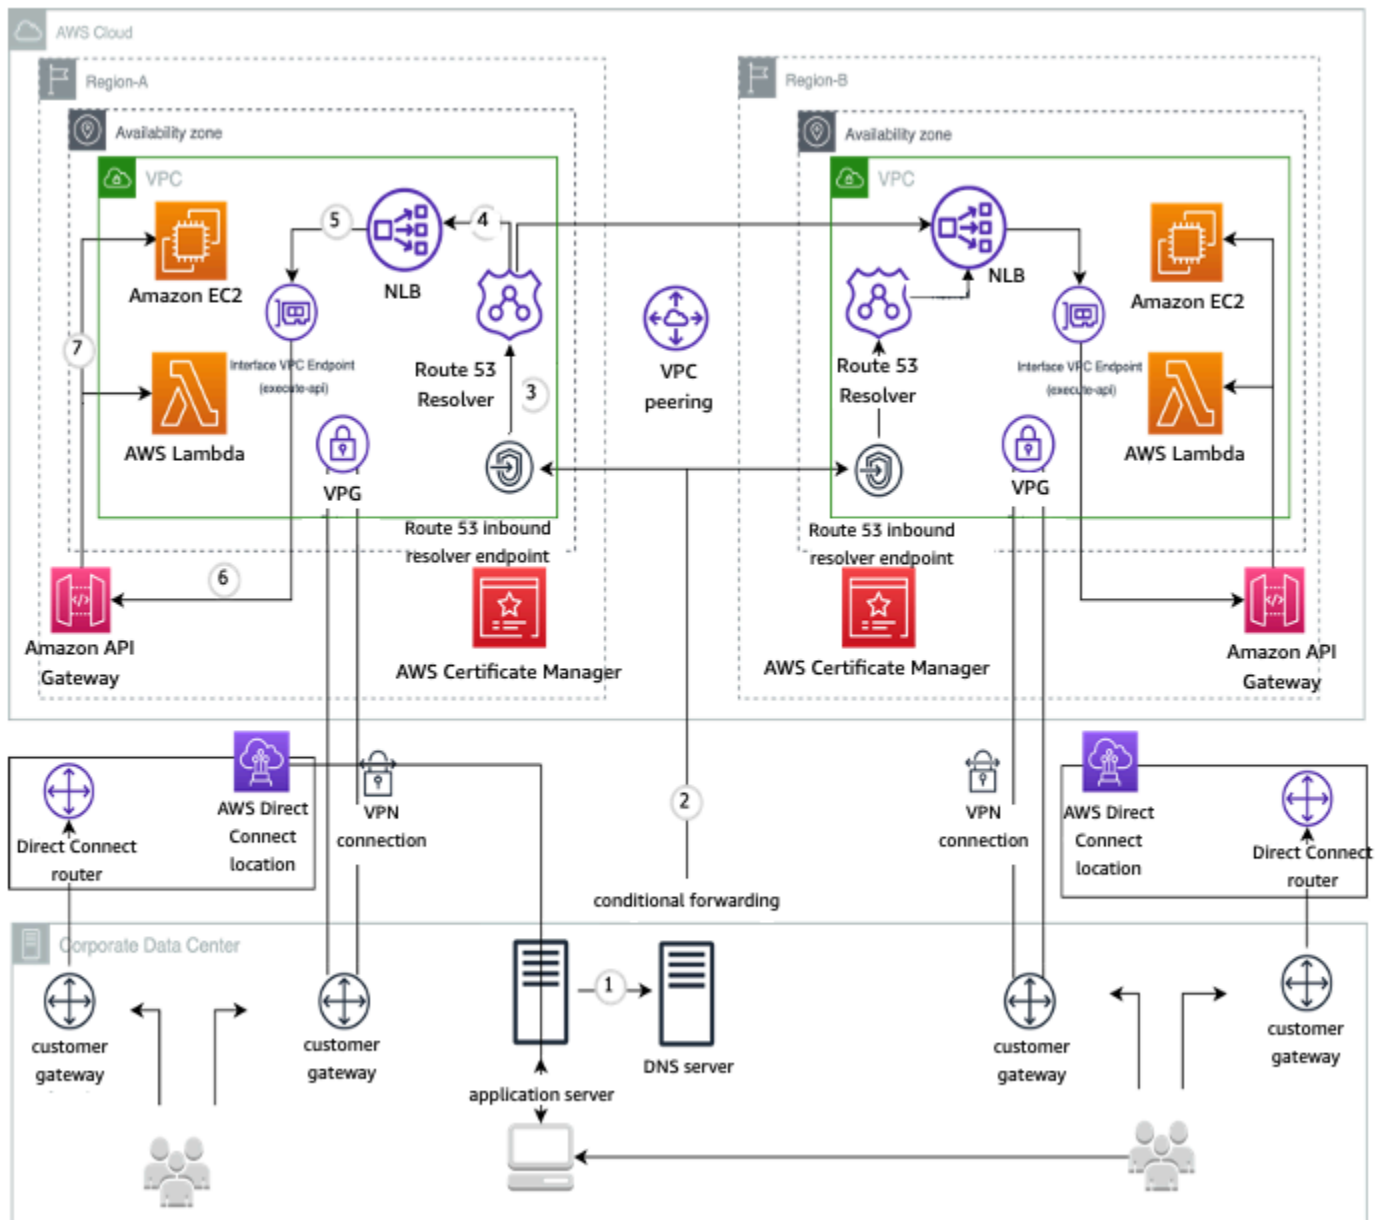 AWS Cloud
Region-A
Region-B
Availability zone
Availability zone
VPC
VPC
5
4
Amazon EC2
NLB
NLB
Amazon EC2
7
Interface VPC Endpoint
(execute-api)
Route 53
Resolver
3
VPC
peering
Route 53
Resolver
Interface VPC Endpoint
(execute-api)
AWS Lambda
AWS Lambda
VPG
VPG
Route 53 inbound
resolver endpoint
Route 53 inbound
resolver endpoint
6
Amazon API
Gateway
AWS Certificate Manager
AWS Certificate Manager
Amazon API
Gateway
Direct Connect
router
AWS Direct
Connect
location
VPN
connection
2
VPN
connection
AWS Direct
Connect
location
Direct Connect
router
conditional forwarding
Corporate Data Center
1
customer
gateway
customer
gateway
application server
DNS server
customer
gateway
customer
gateway